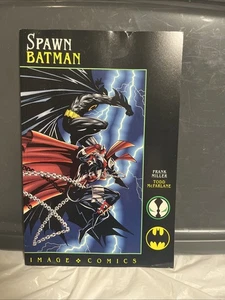 SPAWN
BATMAN
FRANK
MILLER
TODD
McFARLANE
IMAGE COMICS